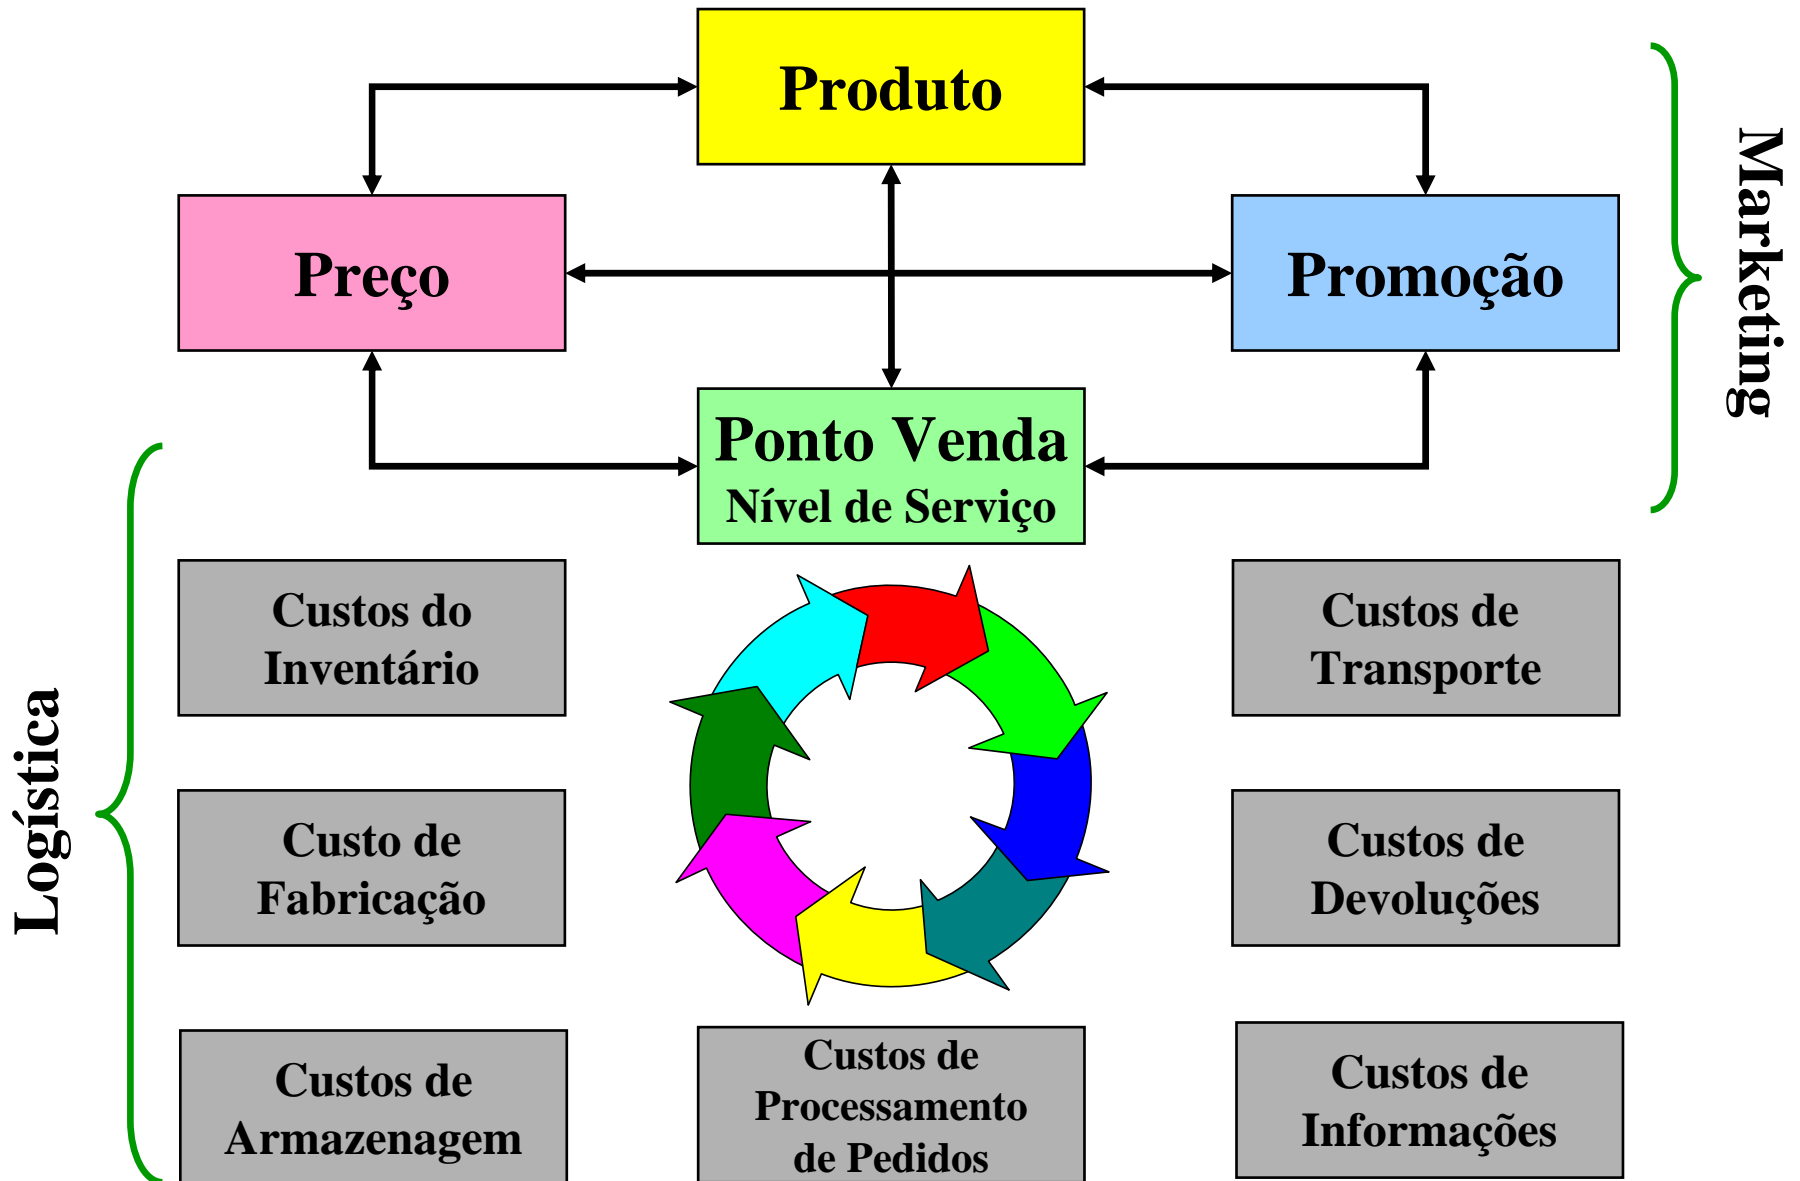 Produto
Marketing
Preço
Promoção
Ponto Venda
Nível de Serviço
Logística
Custos do
Inventário
Custos de
Transporte
Custo de
Fabricação
Custos de
Devoluções
Custos de
Armazenagem
Custos de
Processamento
de Pedidos
Custos de
Informações